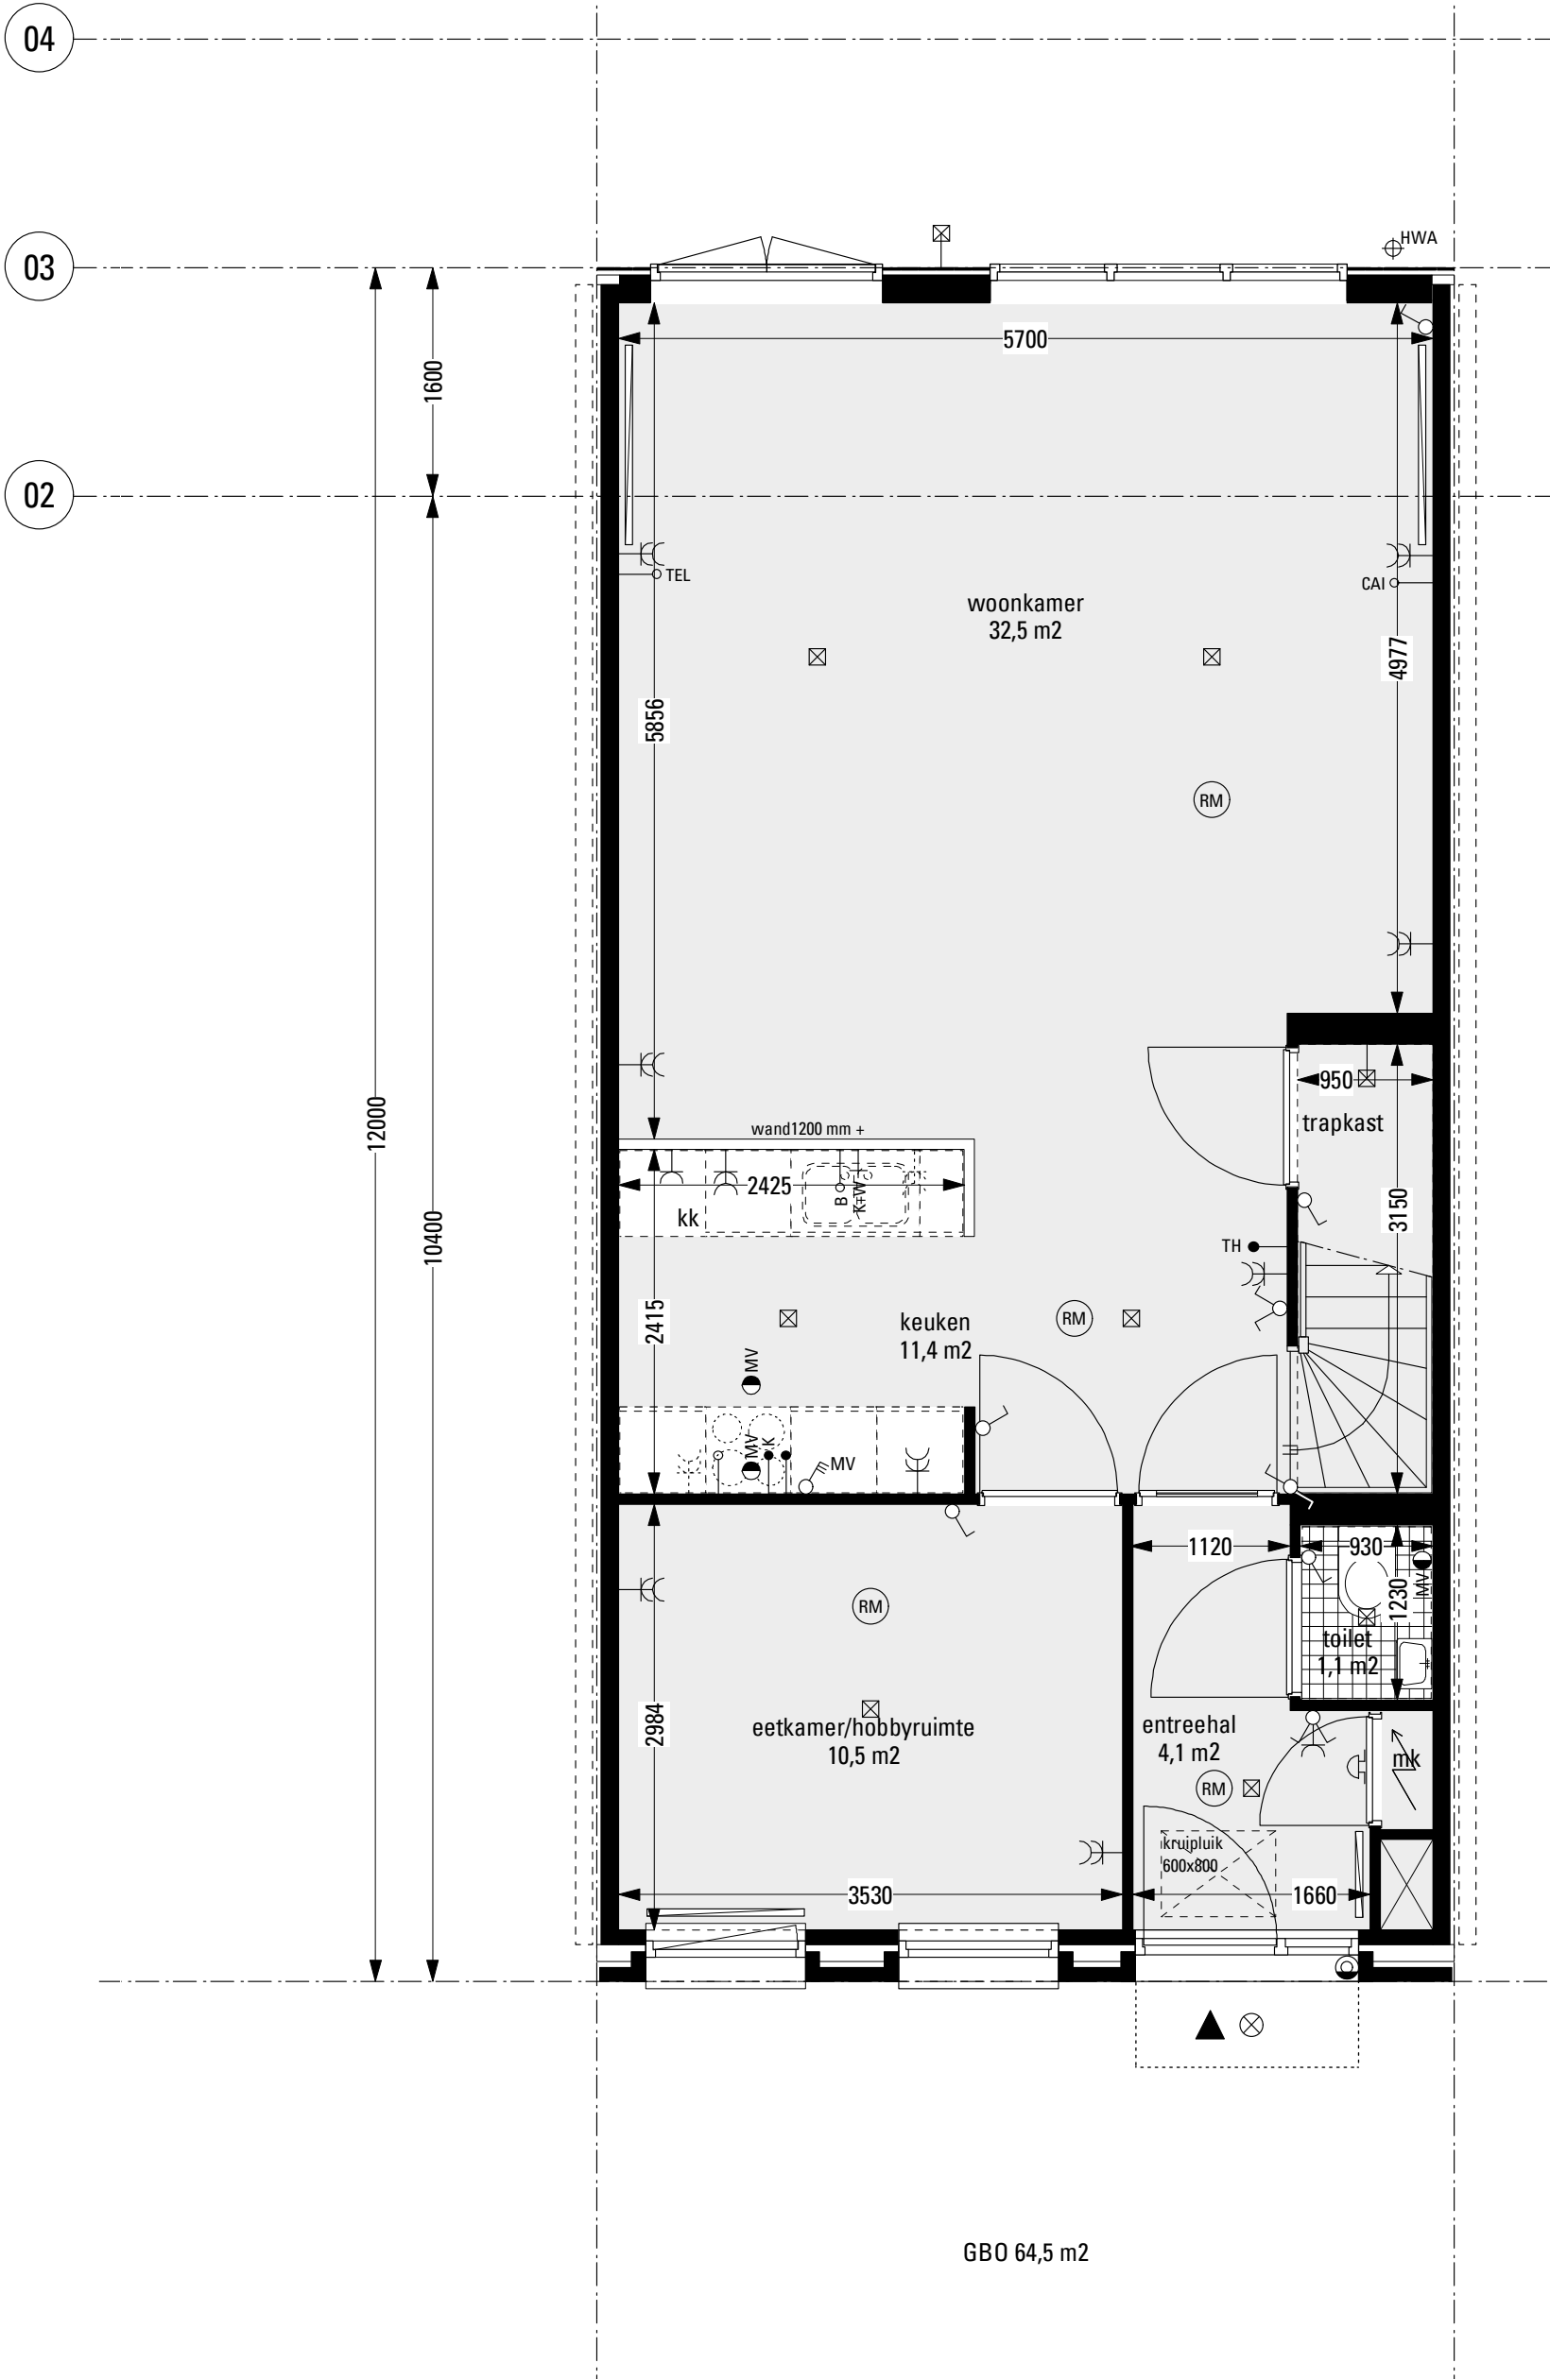 04
03
HWA
5700
1600
02
TEL
CAI
woonkamer
32,5 m2
4977
5856
RM
950
12000
trapkast
wand1200 mm +
2425
B
K+W
kk
3150
10400
TH
2415
keuken
11,4 m2
RM
MV
MV
K
MV
1120
930
RM
1230
MV
toilet
1,1 m2
2984
eetkamer/hobbyruimte
10,5 m2
entreehal
4,1 m2
mk
RM
kruipluik
600x800
3530
1660
GBO 64,5 m2